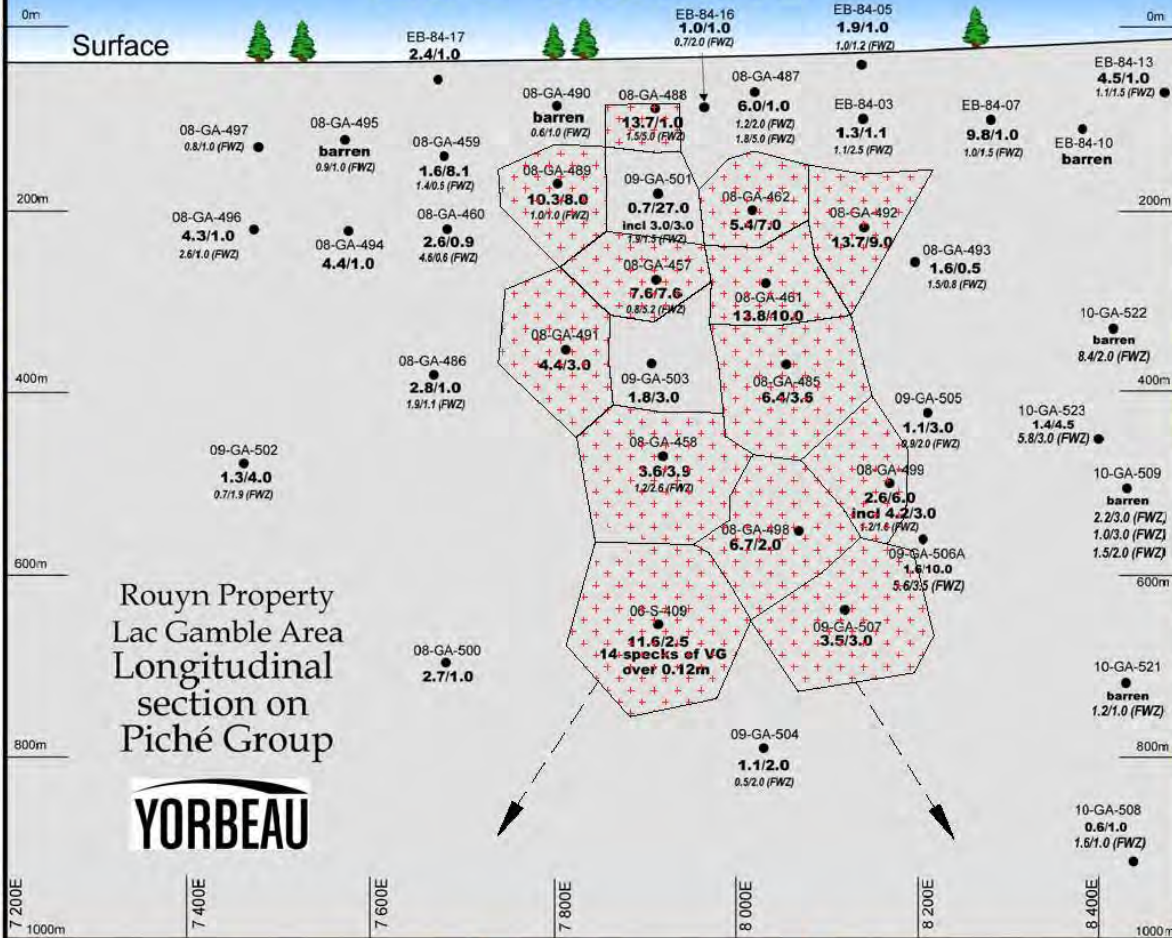 0m
0m
Surface
EB-84-17
2.4/1.0
EB-84-16
1.0/1.0
0.7/2.0 (FWZ)
EB-84-05
1.9/1.0
1.0/1.2 (FWZ)
EB-84-13
4.5/1.0
1.1/1.5 (FWZ)
08-GA-490
barren
0.6/1.0 (FWZ)
08-GA-488
13.7/1.0
1.5/5.0 (FWZ)
08-GA-487
6.0/1.0
1.2/2.0 (FWZ)
1.8/5.0 (FWZ)
EB-84-03
1.3/1.1
1.1/2.5 (FWZ)
EB-84-07
9.8/1.0
1.0/1.5 (FWZ)
EB-84-10
barren
08-GA-497
0.8/1.0 (FWZ)
08-GA-495
barren
0.9/1.0 (FWZ)
08-GA-459
1.6/8.1
1.4/0.5 (FWZ)
08-GA-489
10.3/8.0
1.0/1.0 (FWZ)
09-GA-501
0.7/27.0
incl 3.0/3.0
1.9/1.5 (FWZ)
08-GA-462
5.4/7.0
08-GA-492
13.7/9.0
200m
200m
08-GA-496
4.3/1.0
2.6/1.0 (FWZ)
08-GA-494
4.4/1.0
08-GA-460
2.6/0.9
4.6/0.6 (FWZ)
08-GA-457
7.6/7.6
0.8/5.2 (FWZ)
08-GA-461
13.8/10.0
08-GA-493
1.6/0.5
1.5/0.8 (FWZ)
10-GA-522
barren
8.4/2.0 (FWZ)
08-GA-491
4.4/3.0
08-GA-486
2.8/1.0
1.9/1.1 (FWZ)
09-GA-503
1.8/3.0
08-GA-485
6.4/3.6
400m
400m
09-GA-505
1.1/3.0
0.9/2.0 (FWZ)
10-GA-523
1.4/4.5
5.8/3.0 (FWZ)
09-GA-502
1.3/4.0
0.7/1.9 (FWZ)
08-GA-458
3.6/3.9
1.2/2.6 (FWZ)
08-GA-499
2.6/6.0
incl 4.2/3.0
1.2/1.6 (FWZ)
10-GA-509
barren
2.2/3.0 (FWZ)
1.0/3.0 (FWZ)
1.5/2.0 (FWZ)
08-GA-498
6.7/2.0
09-GA-506A
1.6/10.0
5.6/3.5 (FWZ)
600m
600m
Rouyn Property
Lac Gamble Area
Longitudinal
section on
Piché Group
YORBEAU
06-S-409
11.6/2.5
14 specks of VG
over 0.12m
09-GA-507
3.5/3.0
08-GA-500
2.7/1.0
10-GA-521
barren
1.2/1.0 (FWZ)
09-GA-504
1.1/2.0
0.5/2.0 (FWZ)
800m
800m
10-GA-508
0.6/1.0
1.6/1.0 (FWZ)
7 200E
7 400E
7 600E
7 800E
8 000E
8 200E
8 400E
1000m
1000m